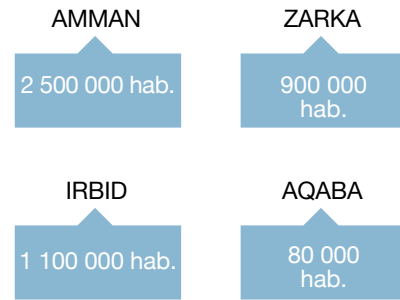 AMMAN
2 500 000 hab.
ZARKA
900 000
hab.
IRBID
1 100 000 hab.
AQABA
80 000
hab.